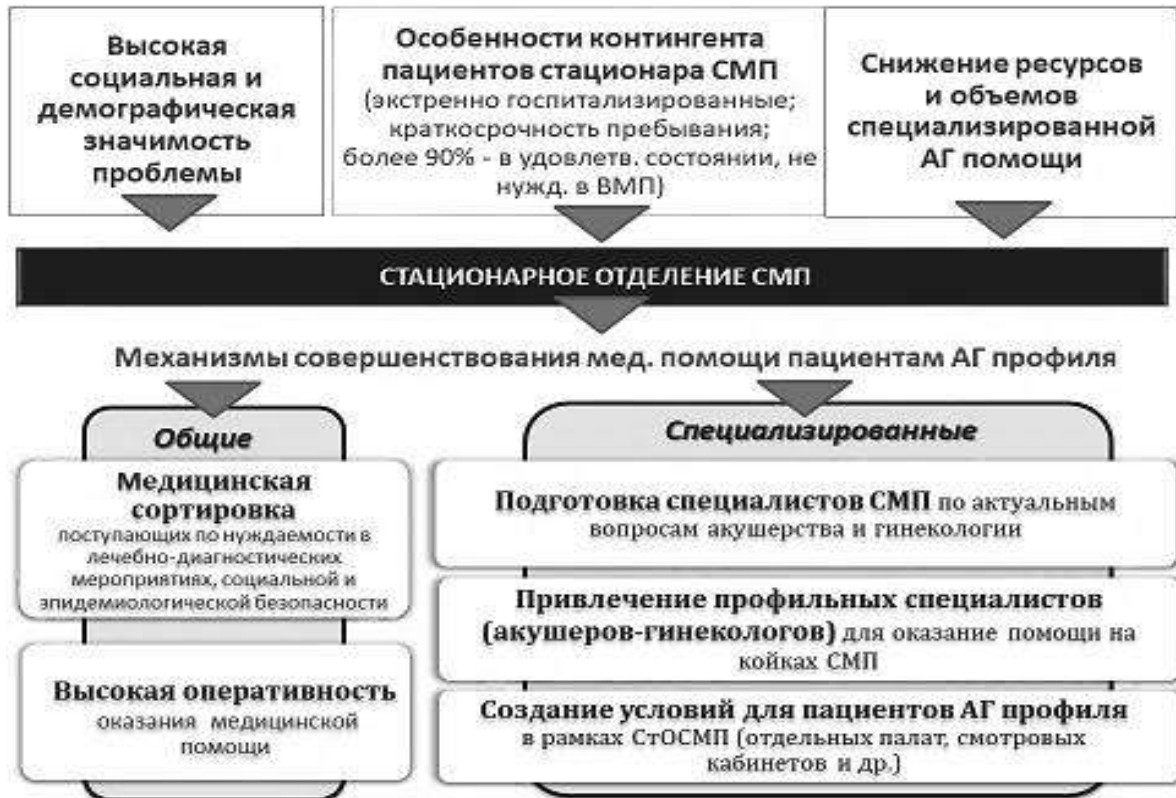 Высокая
социальная и
демографическая
значимость
проблемы
Особенности контингента
пациентов стационара СМП
(экстренно госпитализированные;
краткосрочность пребывания;
более 90% - в удовлетв. состоянии, не
нужд. в ВМП)
Снижение ресурсов
и объемов
специализированной
АГ помощи
СТАЦИОНАРНОЕ ОТДЕЛЕНИЕ СМП
Механизмы совершенствования мед. помощи пациентам АГ профиля
Общие
Медицинская
сортировка
поступающих по нуждаемости в
лечебно-диагностических
мероприятиях, социальной и
эпидемиологической безопасности
Высокая оперативность
оказания медицинской
помощи
Специализированные
Подготовка специалистов СМП по актуальным
вопросам акушерства и гинекологии
Привлечение профильных специалистов
(акушеров-гинекологов) для оказание помощи на
койках СМП
Создание условий для пациентов АГ профиля
в рамках СтОСМП (отдельных палат, смотровых
кабинетов и др.)